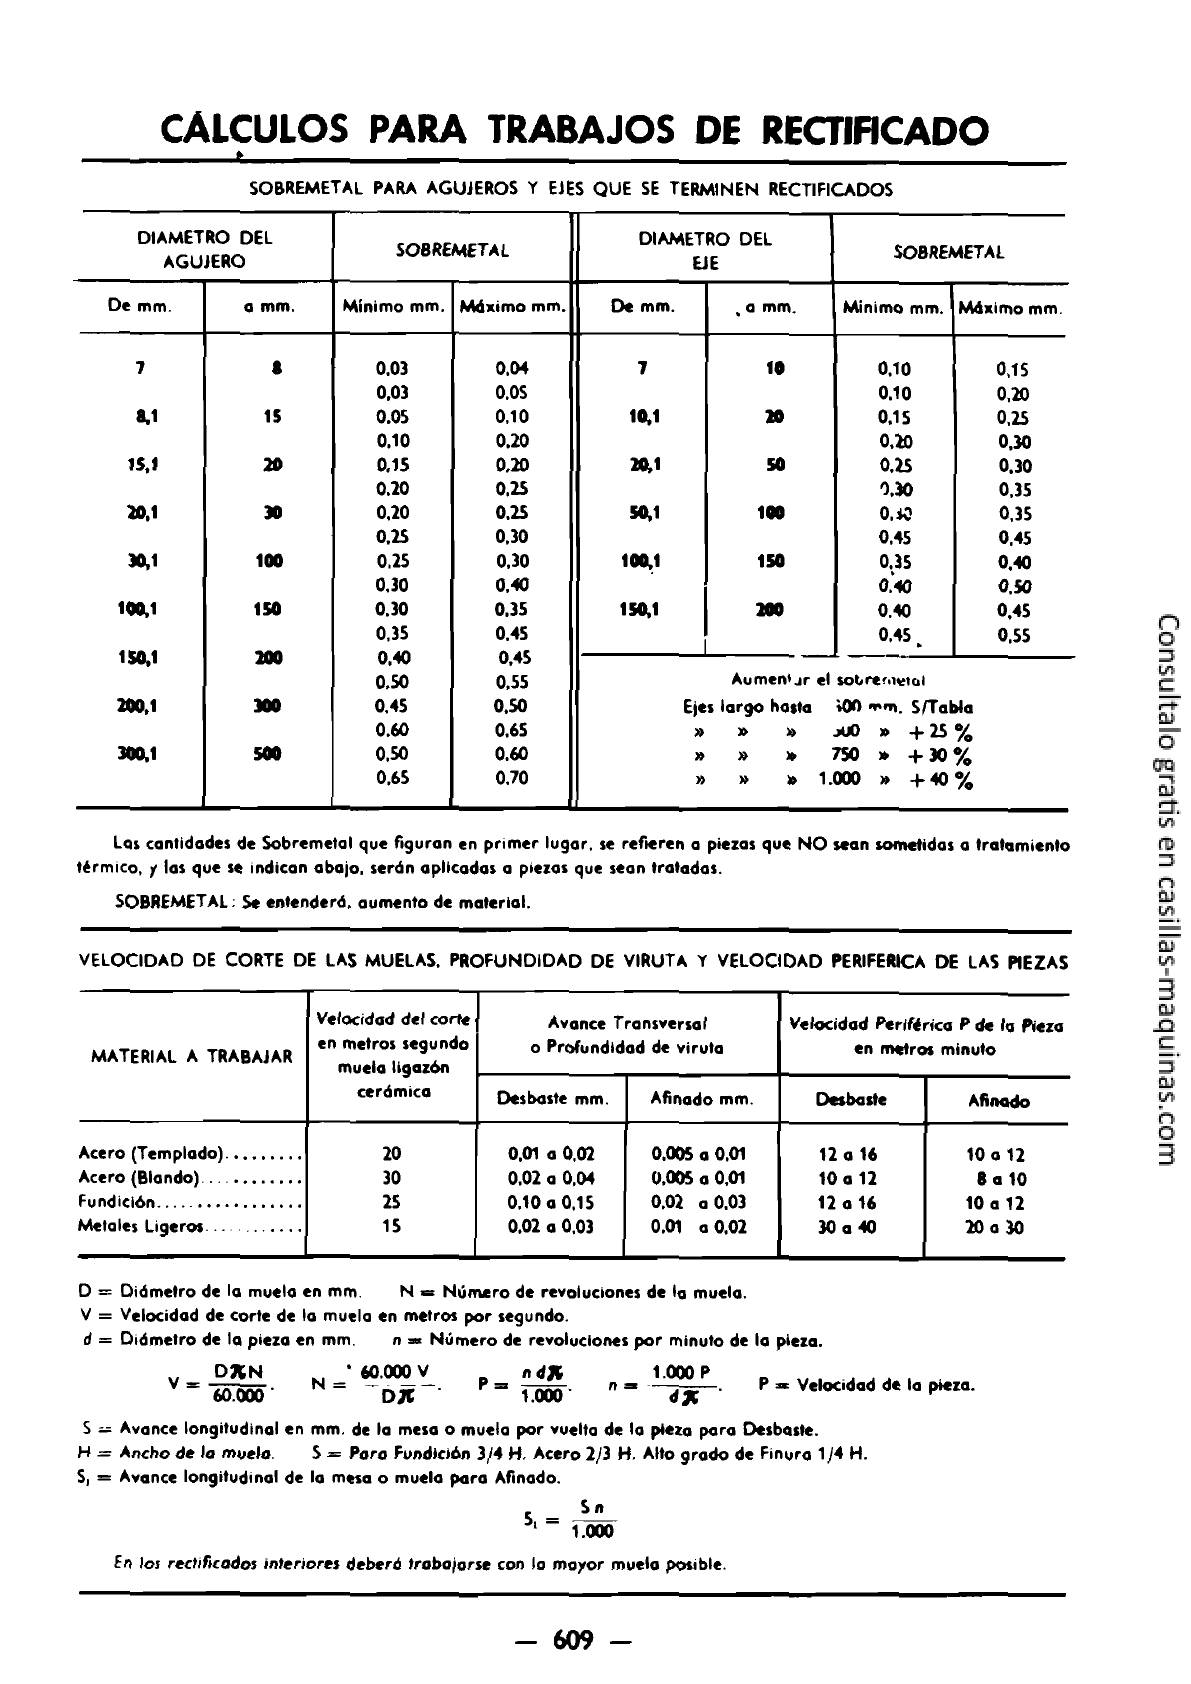 CÁLCULOS PARA TRABAJOS DE RECTIFICADO
SOBREMETAL PARA AGUJEROS Y EJES QUE SE TERMINEN RECTIFICADOS
DIAMETRO DEL AGUJERO SOBREMETAL DIAMETRO DEL EJE SOBREMETAL
De mm. a mm. Mínimo mm. Máximo mm. De mm. a mm. Mínimo mm. Máximo mm.
7 8 0,03 0,04 7 10 0,10 0,15
0,03 0,05 0,10 0,20
8,1 15 0.05 0,10 10,1 20 0,15 0,25
0,10 0,20 0,20 0,30
15,1 20 0,15 0,20 20,1 50 0,25 0,30
0,20 0,25 0,30 0,35
20,1 30 0,20 0,25 50,1 100 0,35
0,25 0,30 0,45 0,45
30,1 100 0,25 0,30 100,1 150 0,35 0,40
0,30 0,40 0,40 0,50
100,1 150 0,30 0,35 150,1 200 0,40 0,45
0,35 0,45 0,45 0,55
150,1 200 0,40 0,45
0,50 0,55 Aumentar el sobremetal
200,1 300 0,45 0,50 Ejes largo hasta mm. S/Tabla
0,60 0,65 » » » » + 25 %
300,1 500 0,50 0,60 » » » 750 » + 30 %
0,65 0,70 » » » 1.000 » + 40 %
Las cantidades de Sobremetal que figuran en primer lugar, se refieren a piezas que NO sean sometidas a tratamiento
térmico, y las que se indican abajo, serán aplicadas a piezas que sean tratadas.
SOBREMETAL: Se entenderá, aumento de material.
VELOCIDAD DE CORTE DE LAS MUELAS, PROFUNDIDAD DE VIRUTA Y VELOCIDAD PERIFERICA DE LAS PIEZAS
MATERIAL A TRABAJAR
Velocidad del corte
en metros segundo
muela ligazón
cerámica
Avance Transversal
o Profundidad de viruta
Velocidad Periférica P de la Pieza
en metros minuto
Desbaste mm. Afinado mm. Desbaste Afinado
Acero (Templado)......... 20 0,01 a 0,02 0,005 a 0,01 12 a 16 10 a 12
Acero (Blando)............ 30 0,02 a 0,04 0,005 a 0,01 10 a 12 8 a 10
Fundición................. 25 0,10 a 0,15 0,02 a 0,03 12 a 16 10 a 12
Metales Ligeros........... 15 0,02 a 0,03 0,01 a 0,02 30 a 40 20 a 30
D = Diámetro de la muela en mm. N = Número de revoluciones de la muela.
V = Velocidad de corte de la muela en metros por segundo.
d = Diámetro de la pieza en mm. n = Número de revoluciones por minuto de la pieza.
V = DπN / 60.000. N = 60.000 V / Dπ. P = n dπ / 1.000. n = 1.000 P / dπ. P = Velocidad de la pieza.
S = Avance longitudinal en mm. de la mesa o muela por vuelta de la pieza para Desbaste.
H = Ancho de la muela. S = Para Fundición 3/4 H. Acero 2/3 H. Alto grado de Finura 1/4 H.
S₁ = Avance longitudinal de la mesa o muela para Afinado.
S₁ = S n / 1.000
En los rectificados interiores deberá trabajarse con la mayor muela posible.
— 609 —
Consultalo gratis en casillas-maquinas.com